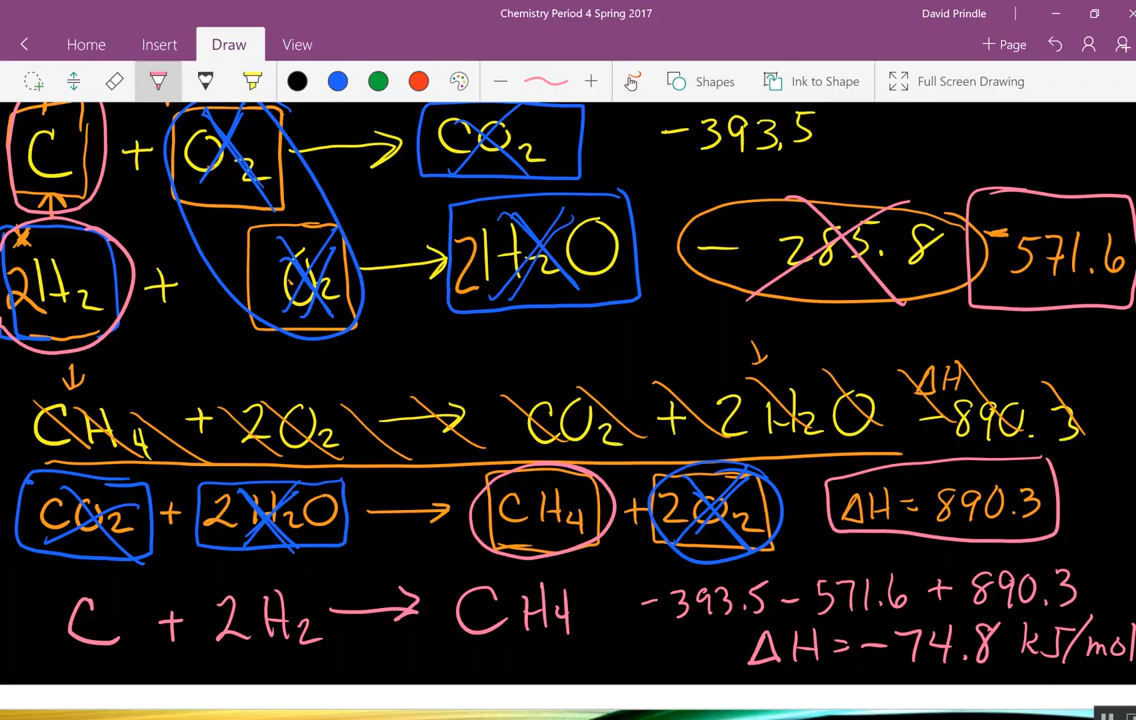 Chemistry Period 4 Spring 2017 David Prindle
Home Insert Draw View + Page
Shapes Ink to Shape Full Screen Drawing
C + O₂ → CO₂ -393.5
2H₂ + O₂ → 2H₂O - 285.8 -571.6
ΔH
CH₄ + 2O₂ → CO₂ + 2H₂O -890.3
CO₂ + 2H₂O → CH₄ + 2O₂ ΔH = 890.3
C + 2H₂ → CH₄ -393.5 - 571.6 + 890.3
ΔH = -74.8 kJ/mol